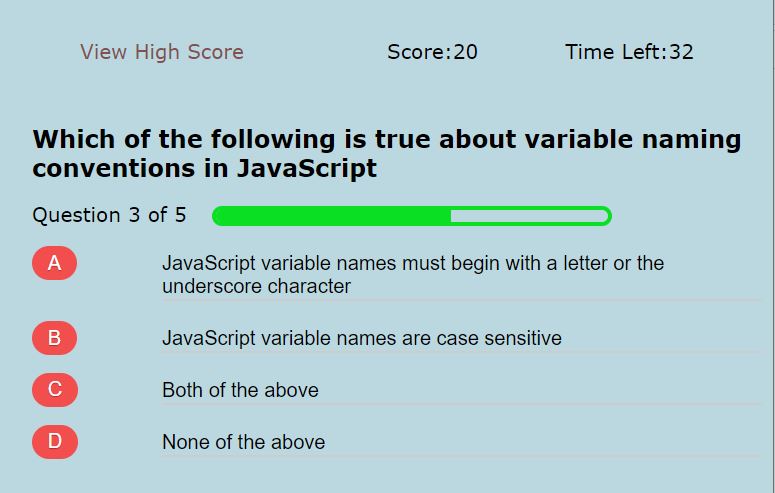 View High Score Score:20 Time Left:32
Which of the following is true about variable naming
conventions in JavaScript
Question 3 of 5
A JavaScript variable names must begin with a letter or the
underscore character
B JavaScript variable names are case sensitive
C Both of the above
D None of the above